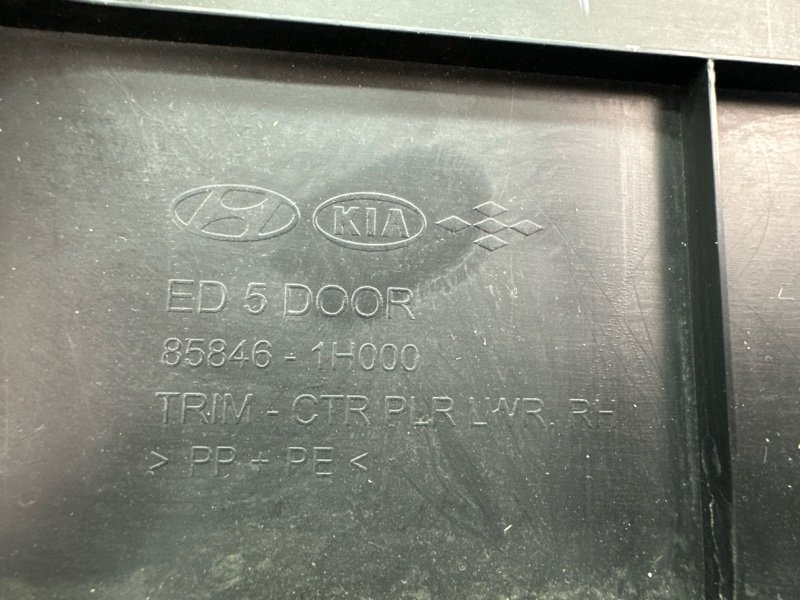 KIA
ED 5 DOOR
85846 - 1H000
TRIM - CTR PLR LWR, RH
> PP + PE <